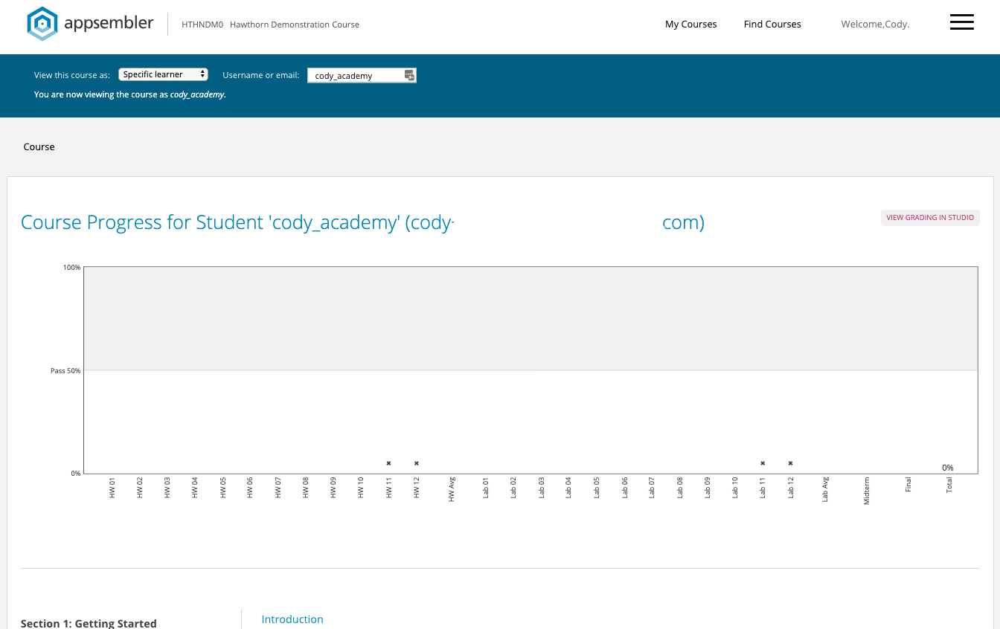 appsembler HTHNDM0 Hawthorn Demonstration Course My Courses Find Courses Welcome,Cody.
View this course as: Specific learner Username or email: cody_academy
You are now viewing the course as cody_academy.
Course
Course Progress for Student 'cody_academy' (cody- com) VIEW GRADING IN STUDIO
100%
Pass 50%
0%
0%
HW 01 HW 02 HW 03 HW 04 HW 05 HW 06 HW 07 HW 08 HW 09 HW 10 HW 11 HW 12 HW Avg Lab 01 Lab 02 Lab 03 Lab 04 Lab 05 Lab 06 Lab 07 Lab 08 Lab 09 Lab 10 Lab 11 Lab 12 Lab Avg Midterm Final Total
Section 1: Getting Started Introduction